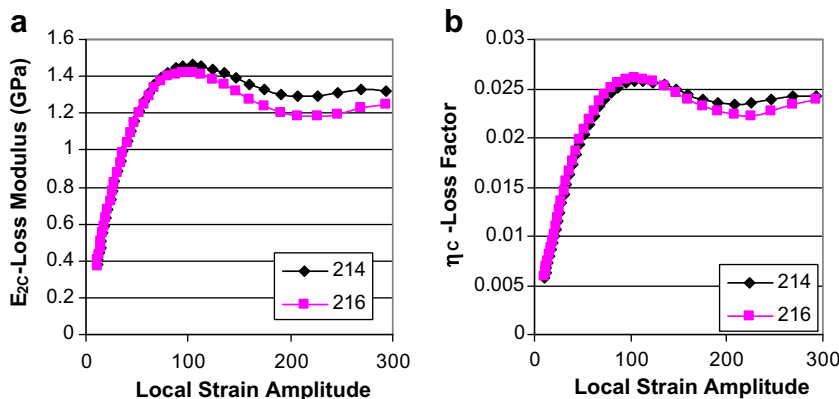 a
E2C-Loss Modulus (GPa)
1.6
1.4
1.2
1
0.8
0.6
0.4
0.2
0
0 100 200 300
Local Strain Amplitude
214
216
b
ηC -Loss Factor
0.03
0.025
0.02
0.015
0.01
0.005
0
0 100 200 300
Local Strain Amplitude
214
216